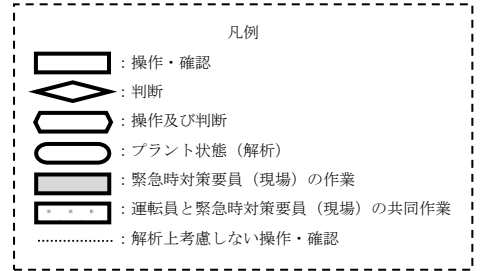 凡例
：操作・確認
：判断
：操作及び判断
：プラント状態（解析）
：緊急時対策要員（現場）の作業
：運転員と緊急時対策要員（現場）の共同作業
：解析上考慮しない操作・確認